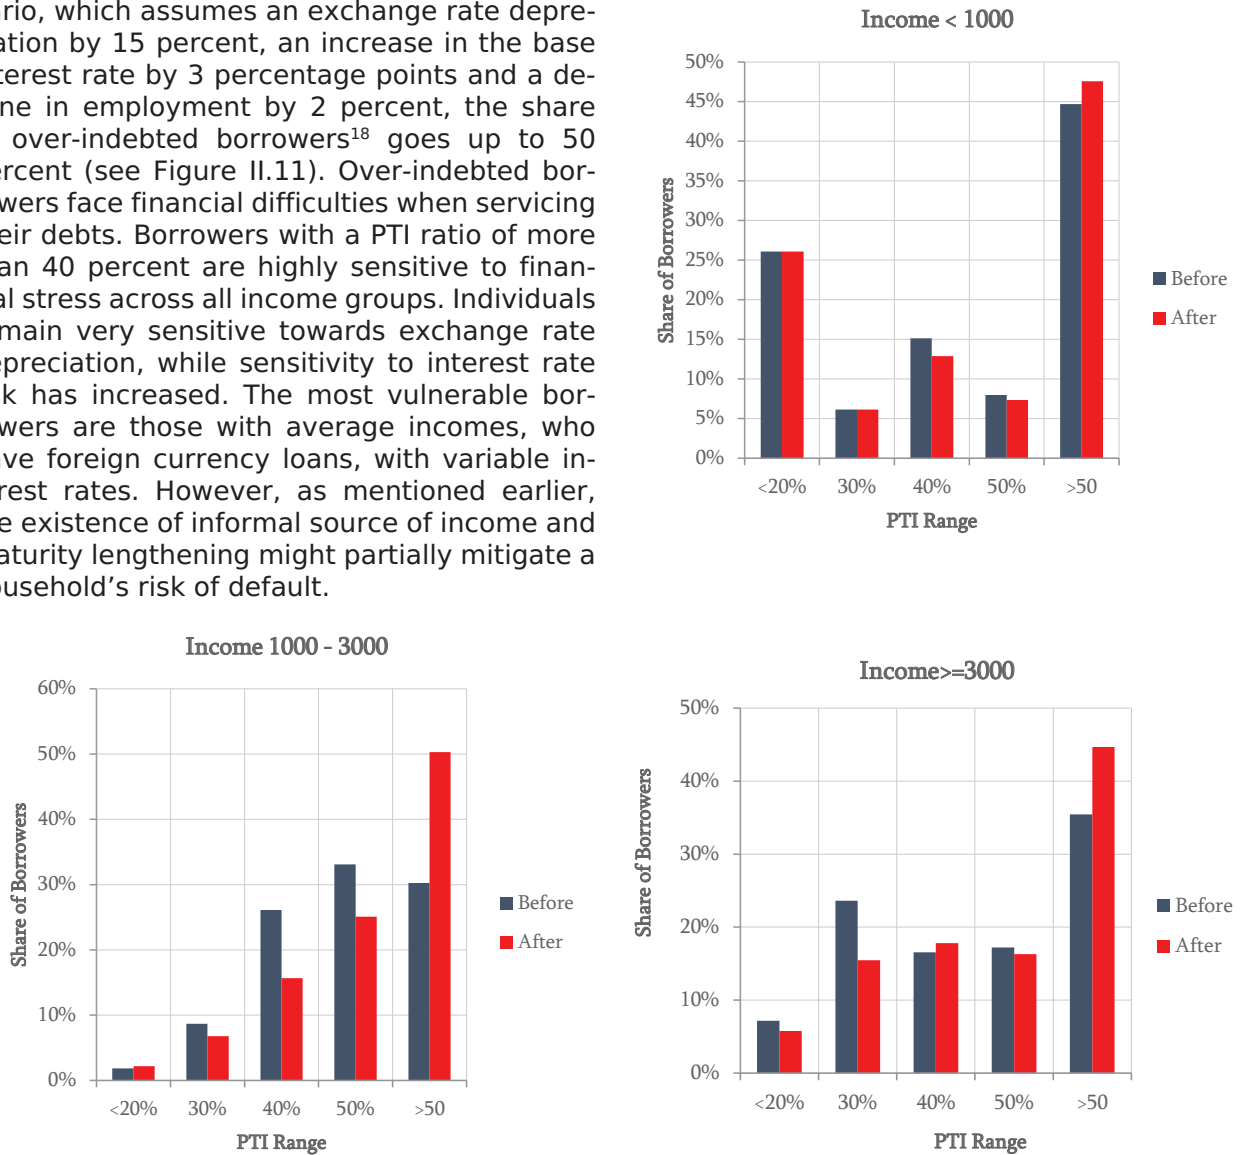 ario, which assumes an exchange rate depre-
ation by 15 percent, an increase in the base
terest rate by 3 percentage points and a de-
ne in employment by 2 percent, the share
over-indebted borrowers18 goes up to 50
ercent (see Figure II.11). Over-indebted bor-
wers face financial difficulties when servicing
eir debts. Borrowers with a PTI ratio of more
an 40 percent are highly sensitive to finan-
al stress across all income groups. Individuals
main very sensitive towards exchange rate
epreciation, while sensitivity to interest rate
sk has increased. The most vulnerable bor-
wers are those with average incomes, who
ave foreign currency loans, with variable in-
rest rates. However, as mentioned earlier,
e existence of informal source of income and
aturity lengthening might partially mitigate a
ousehold's risk of default.
Income < 1000
50%
45%
40%
35%
30%
25%
20%
15%
10%
5%
0%
Share of Borrowers
<20% 30% 40% 50% >50
PTI Range
Before
After
Income 1000 - 3000
60%
50%
40%
30%
20%
10%
0%
Share of Borrowers
<20% 30% 40% 50% >50
PTI Range
Before
After
Income>=3000
50%
40%
30%
20%
10%
0%
Share of Borrowers
<20% 30% 40% 50% >50
PTI Range
Before
After